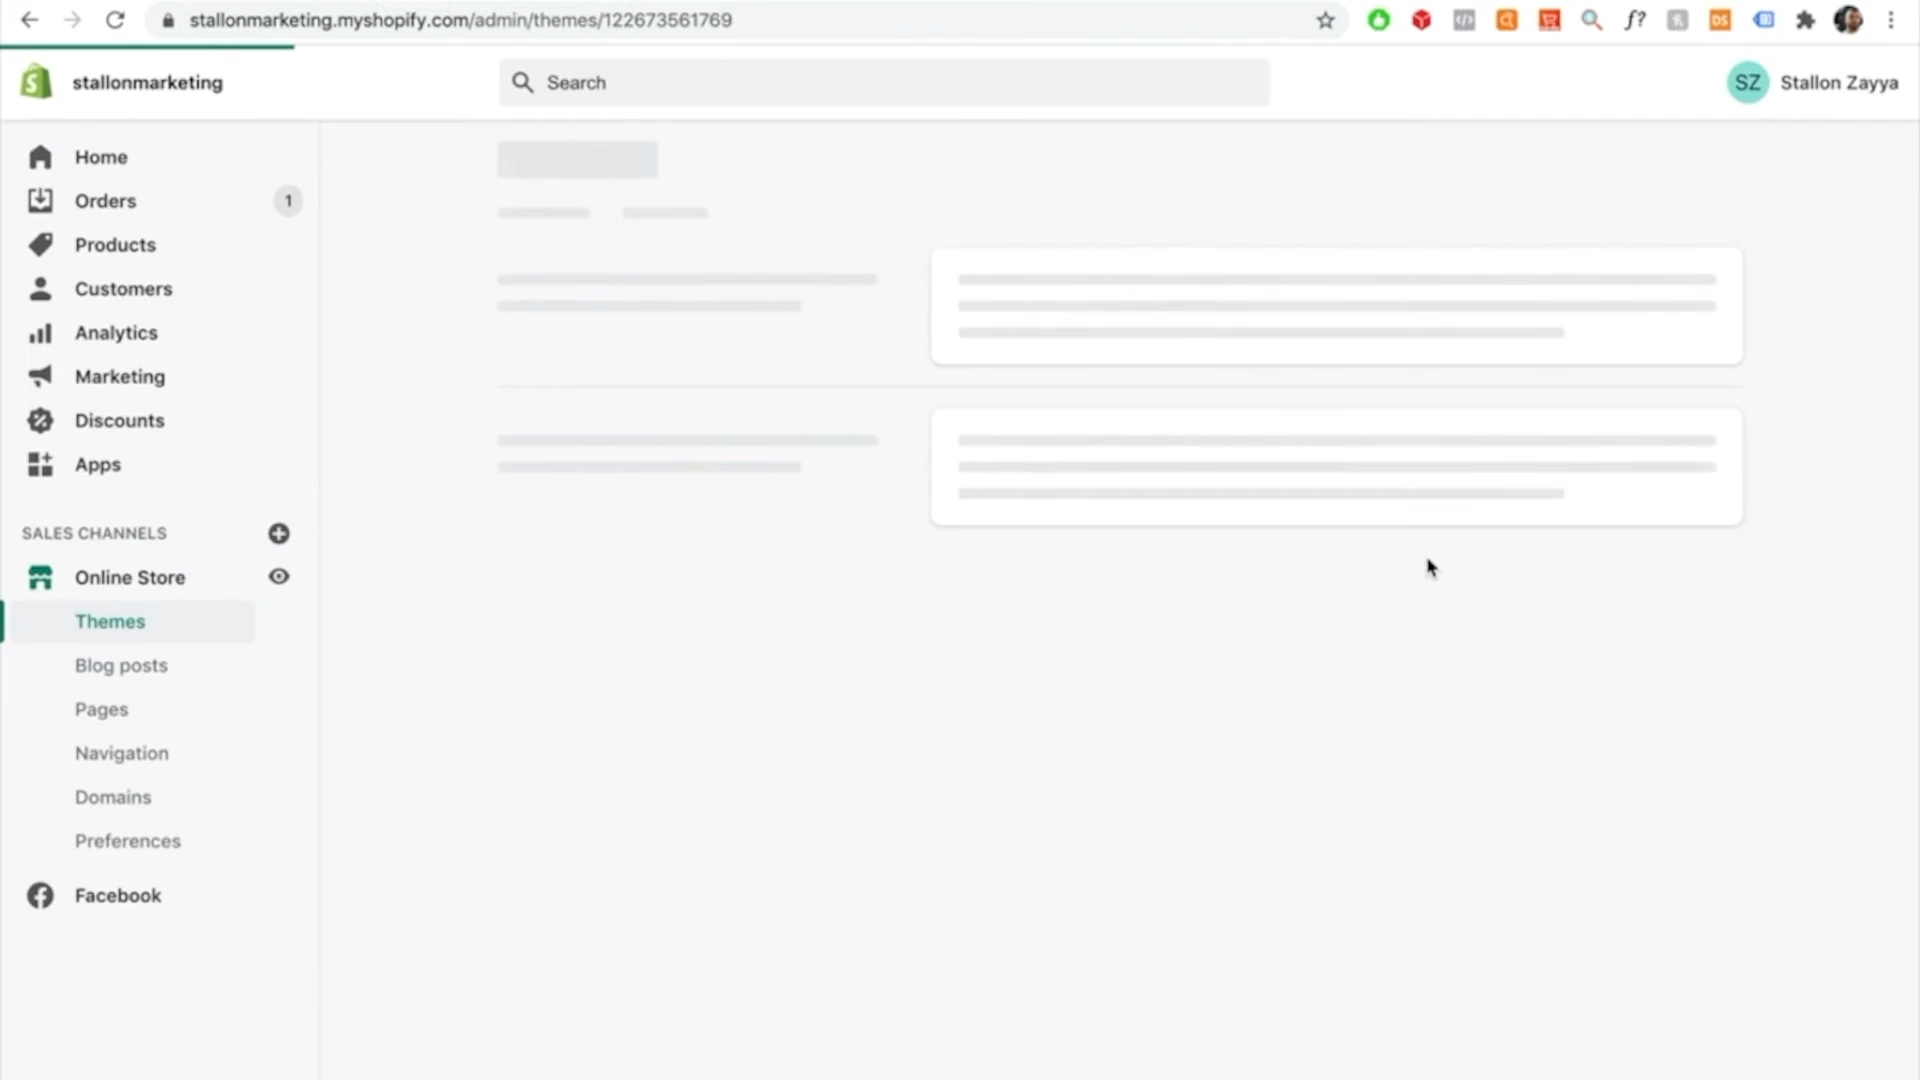 stallonmarketing.myshopify.com/admin/themes/122673561769
f?
DS
stallonmarketing
Search
SZ
Stallon Zayya
Home
Orders
1
Products
Customers
Analytics
Marketing
Discounts
Apps
SALES CHANNELS
Online Store
Themes
Blog posts
Pages
Navigation
Domains
Preferences
Facebook